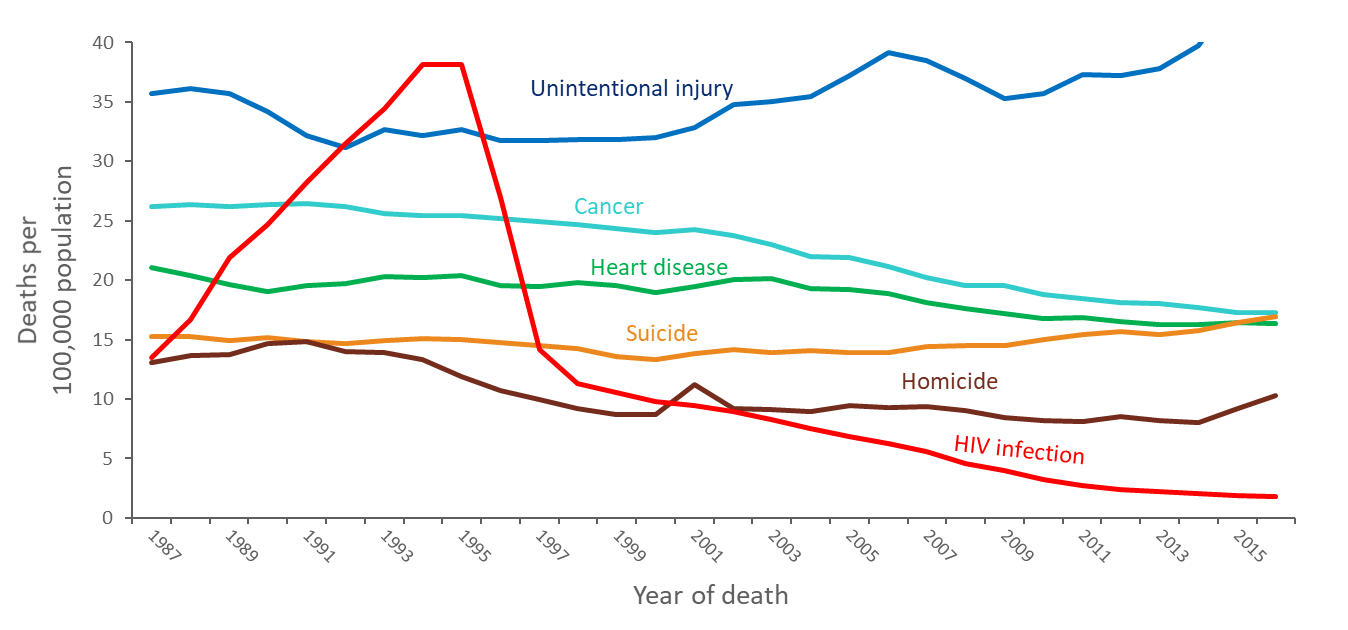 40
35
30
25
20
15
10
5
0
Deaths per
100,000 population
Unintentional injury
Cancer
Heart disease
Suicide
Homicide
HIV infection
1987
1989
1991
1993
1995
1997
1999
2001
2003
2005
2007
2009
2011
2013
2015
Year of death